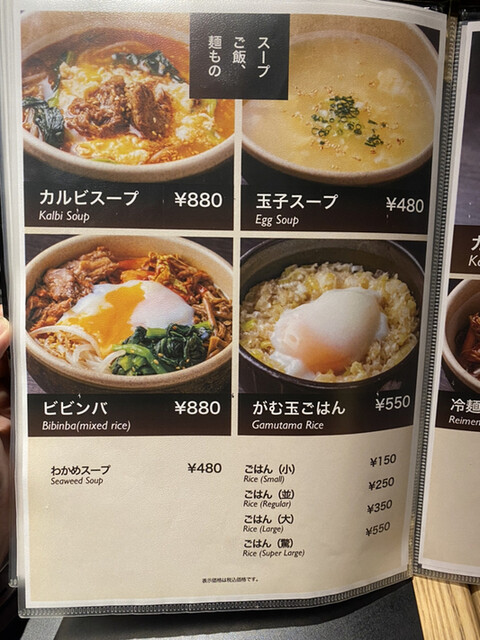 スープ
ご飯、
麺もの
カルビスープ ¥880
Kalbi Soup
玉子スープ ¥480
Egg Soup
ビビンバ ¥880
Bibinba(mixed rice)
がむ玉ごはん ¥550
Gamutama Rice
わかめスープ ¥480
Seaweed Soup
ごはん（小） ¥150
Rice (Small)
ごはん（並） ¥250
Rice (Regular)
ごはん（大） ¥350
Rice (Large)
ごはん（驚） ¥550
Rice (Super Large)
表示価格は税込価格です。
冷麺
Reimen